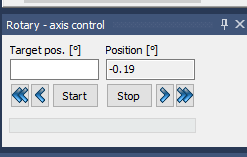 Rotary - axis control
Target pos. [°] Position [°]
-0.19
Start Stop